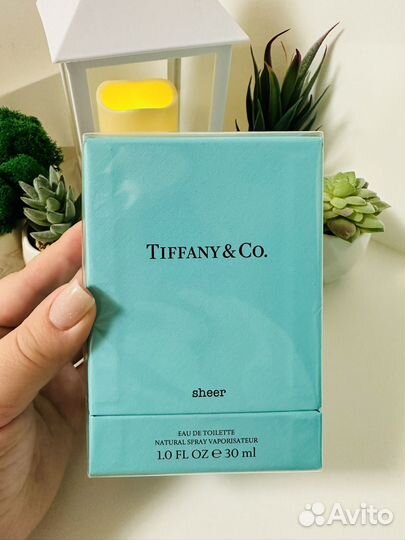 TIFFANY & CO.
sheer
EAU DE TOILETTE
NATURAL SPRAY VAPORISATEUR
1.0 FL OZ ℮ 30 ml
Avito